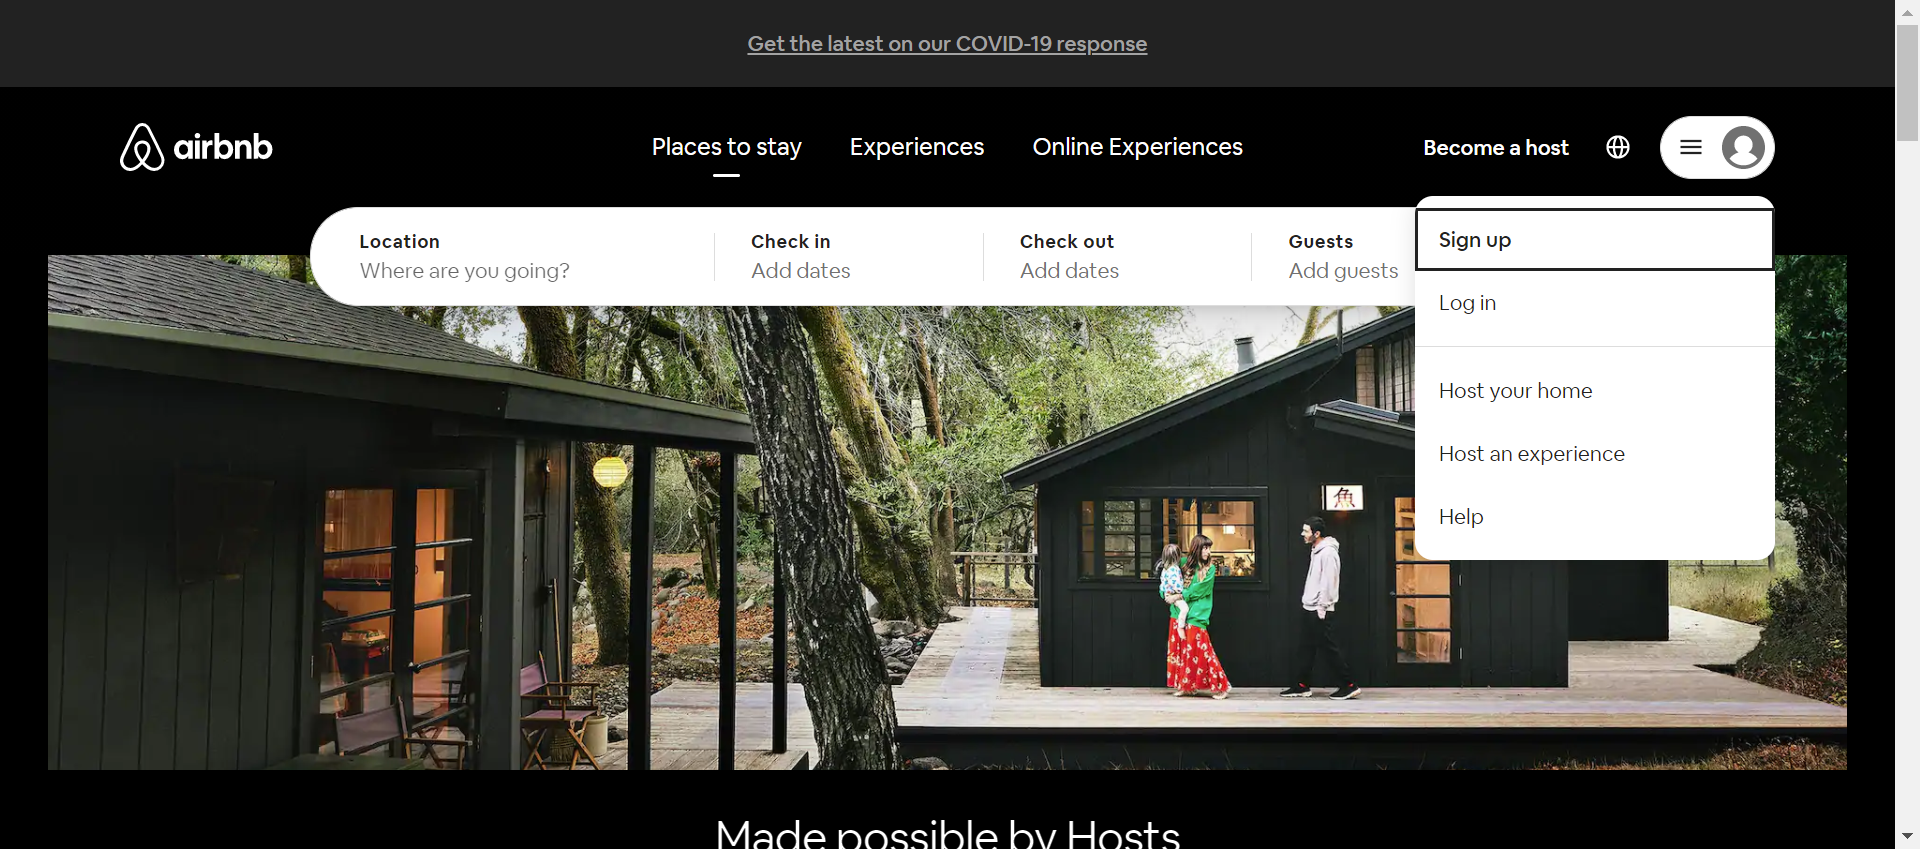 Get the latest on our COVID-19 response
airbnb
Places to stay
Experiences
Online Experiences
Become a host
Location
Where are you going?
Check in
Add dates
Check out
Add dates
Guests
Add guests
Sign up
Log in
Host your home
Host an experience
Help
魚
Made possible by Hosts